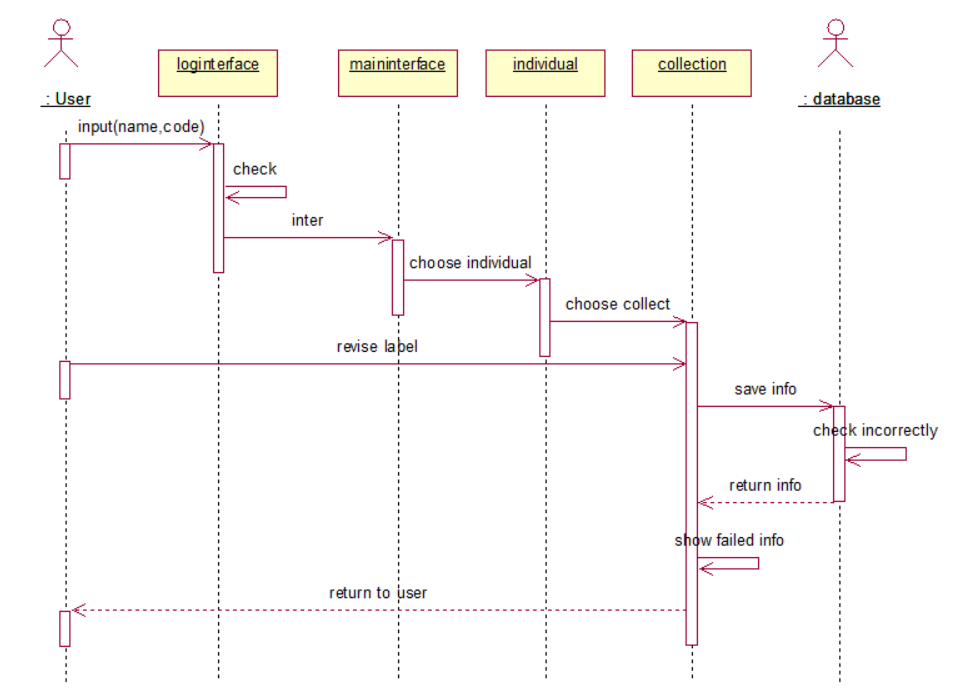 loginterface
maininterface
individual
collection
: User
: database
input(name,code)
check
inter
choose individual
choose collect
revise label
save info
check incorrectly
return info
show failed info
return to user